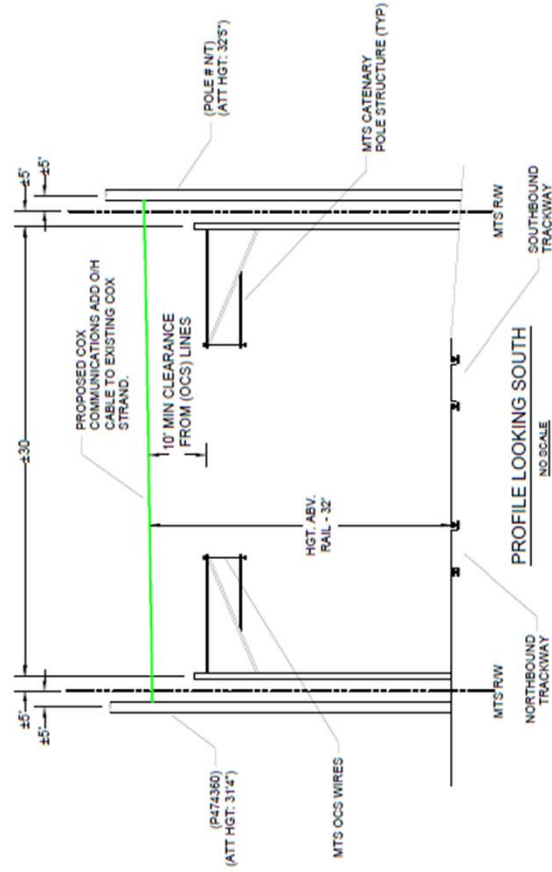 ±5'
±5'
±30
±5'
±5'
PROPOSED COX
COMMUNICATIONS ADD O/H
CABLE TO EXISTING COX
STRAND.
(P474360)
(ATT HGT: 31'4")
(POLE # N/T)
(ATT HGT: 32'5")
10' MIN CLEARANCE
FROM (OCS) LINES
MTS OCS WIRES
HGT. ABV.
RAIL - 32'
MTS CATENARY
POLE STRUCTURE (TYP)
MTS R/W
MTS R/W
NORTHBOUND
TRACKWAY
SOUTHBOUND
TRACKWAY
PROFILE LOOKING SOUTH
NO SCALE